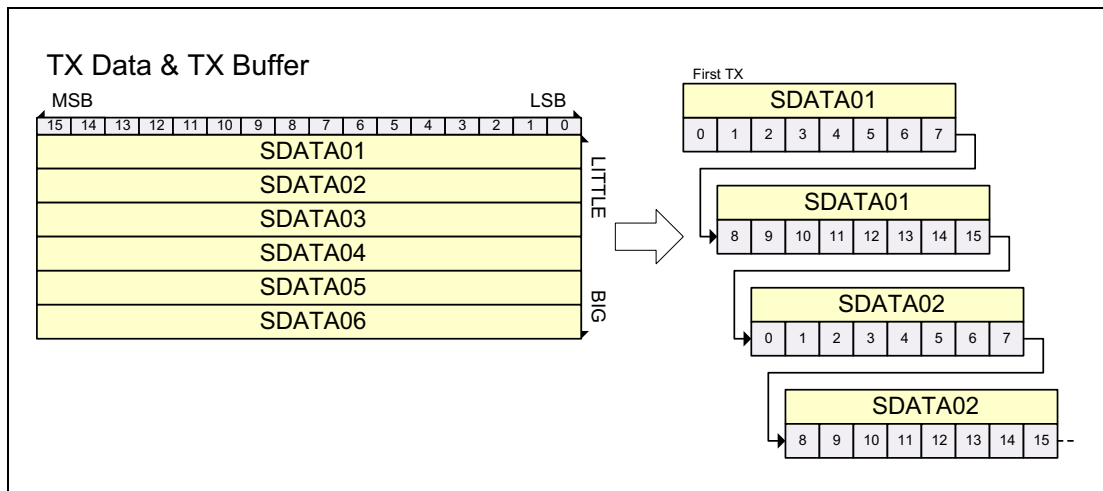 TX Data & TX Buffer
MSB LSB
15 14 13 12 11 10 9 8 7 6 5 4 3 2 1 0
SDATA01
SDATA02
SDATA03
SDATA04
SDATA05
SDATA06
LITTLE
BIG
First TX
SDATA01
0 1 2 3 4 5 6 7
SDATA01
8 9 10 11 12 13 14 15
SDATA02
0 1 2 3 4 5 6 7
SDATA02
8 9 10 11 12 13 14 15